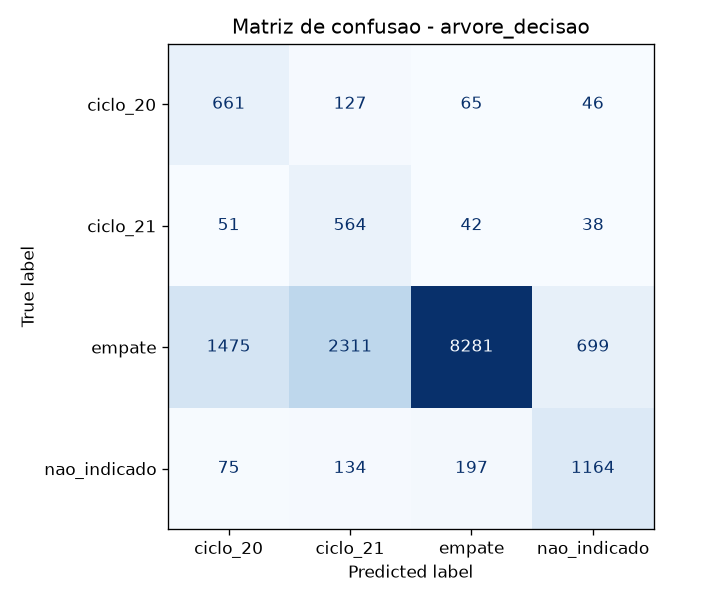 Matriz de confusao - arvore_decisao
True label
ciclo_20 661 127 65 46
ciclo_21 51 564 42 38
empate 1475 2311 8281 699
nao_indicado 75 134 197 1164
ciclo_20 ciclo_21 empate nao_indicado
Predicted label